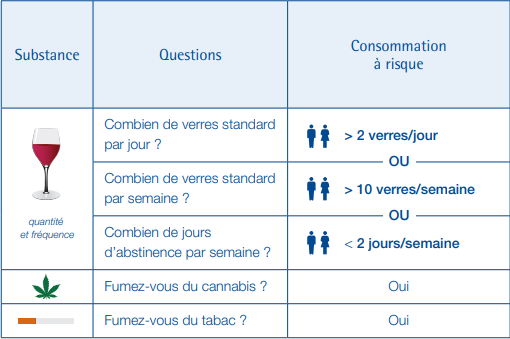 Substance
Questions
Consommation
à risque
Combien de verres standard
par jour ?
> 2 verres/jour
OU
Combien de verres standard
par semaine ?
> 10 verres/semaine
OU
quantité
et fréquence
Combien de jours
d’abstinence par semaine ?
< 2 jours/semaine
Fumez-vous du cannabis ?
Oui
Fumez-vous du tabac ?
Oui